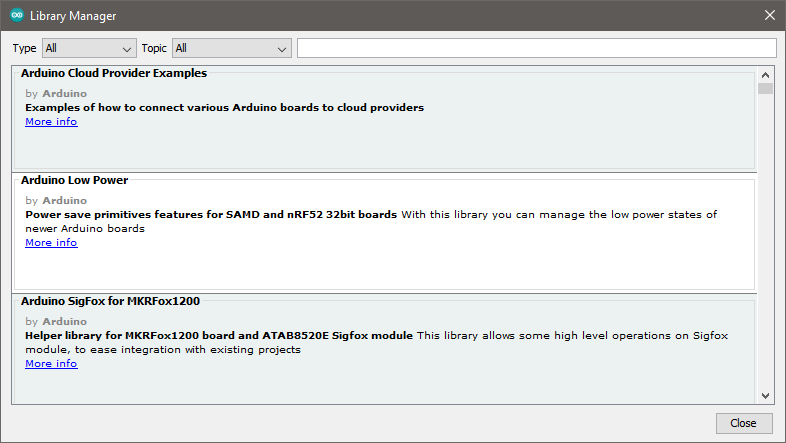 Library Manager
Type All Topic All
Arduino Cloud Provider Examples
by Arduino
Examples of how to connect various Arduino boards to cloud providers
More info
Arduino Low Power
by Arduino
Power save primitives features for SAMD and nRF52 32bit boards With this library you can manage the low power states of
newer Arduino boards
More info
Arduino SigFox for MKRFox1200
by Arduino
Helper library for MKRFox1200 board and ATAB8520E Sigfox module This library allows some high level operations on Sigfox
module, to ease integration with existing projects
More info
Close